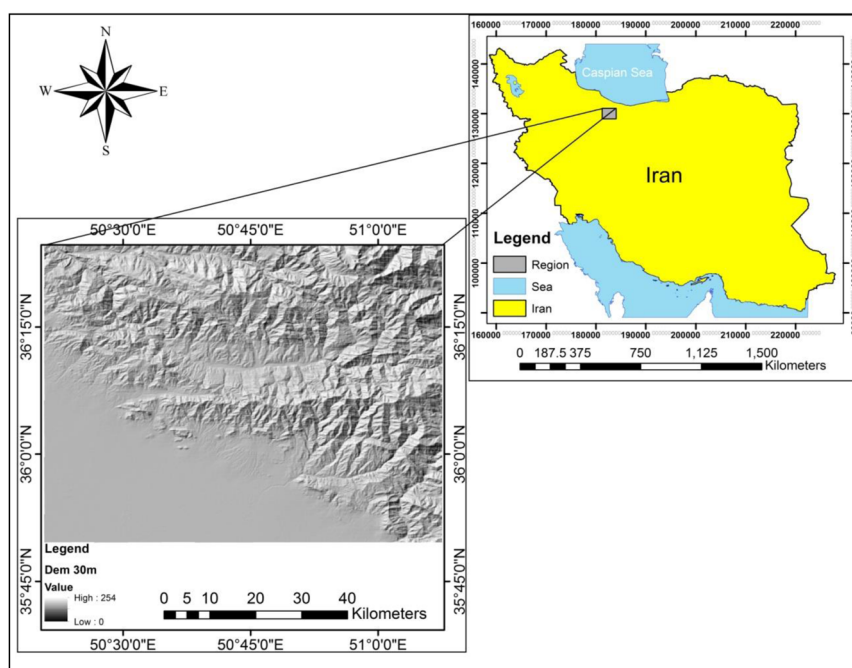 N
W E
S
50°30'0"E 50°45'0"E 51°0'0"E
36°15'0"N 36°0'0"N 35°45'0"N
36°15'0"N 36°0'0"N 35°45'0"N
Legend
Dem 30m
Value
High : 254
Low : 0
0 5 10 20 30 40
Kilometers
50°30'0"E 50°45'0"E 51°0'0"E
160000 170000 180000 190000 200000 210000 220000
140000
130000
120000
110000
100000
Caspian Sea
Iran
Legend
Region
Sea
Iran
160000 170000 180000 190000 200000 210000 220000
0 187.5 375 750 1,125 1,500
Kilometers